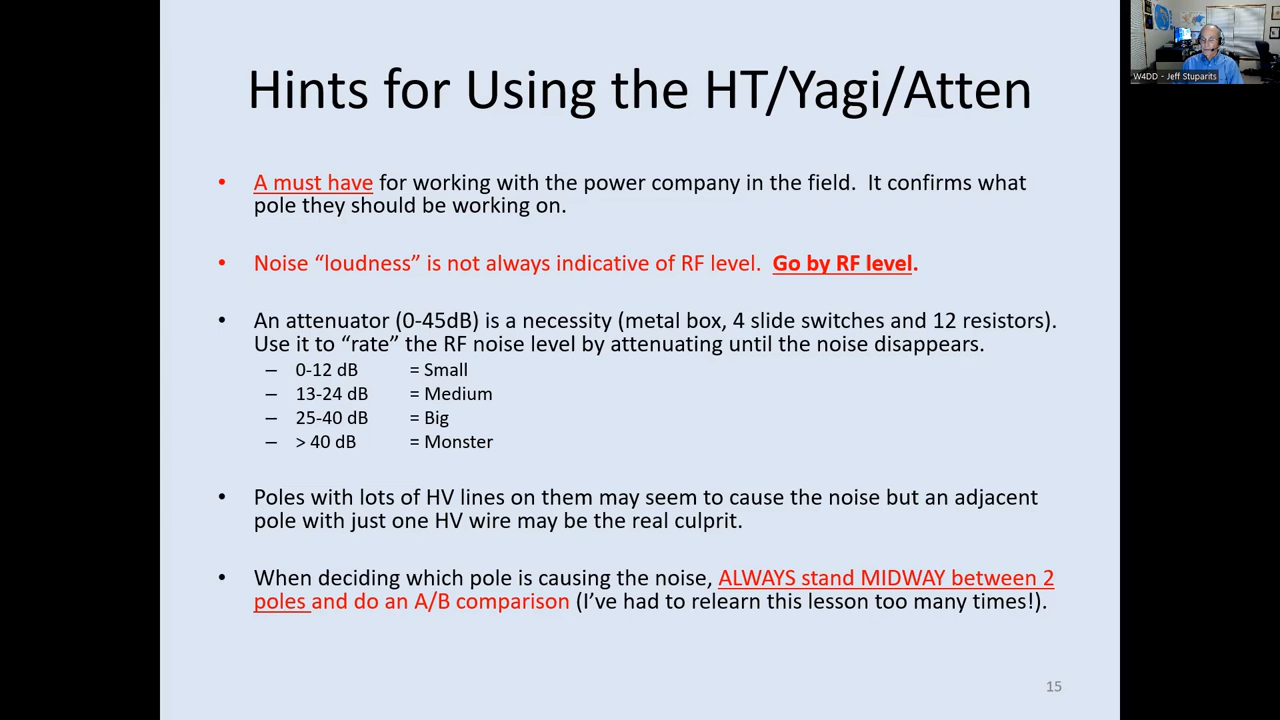 Hints for Using the HT/Yagi/Atten
• A must have for working with the power company in the field.  It confirms what
pole they should be working on.
• Noise “loudness” is not always indicative of RF level.  Go by RF level.
• An attenuator (0-45dB) is a necessity (metal box, 4 slide switches and 12 resistors).
Use it to “rate” the RF noise level by attenuating until the noise disappears.
– 0-12 dB = Small
– 13-24 dB = Medium
– 25-40 dB = Big
– > 40 dB = Monster
• Poles with lots of HV lines on them may seem to cause the noise but an adjacent
pole with just one HV wire may be the real culprit.
• When deciding which pole is causing the noise, ALWAYS stand MIDWAY between 2
poles and do an A/B comparison (I’ve had to relearn this lesson too many times!).
15
W4DD - Jeff Stuparits